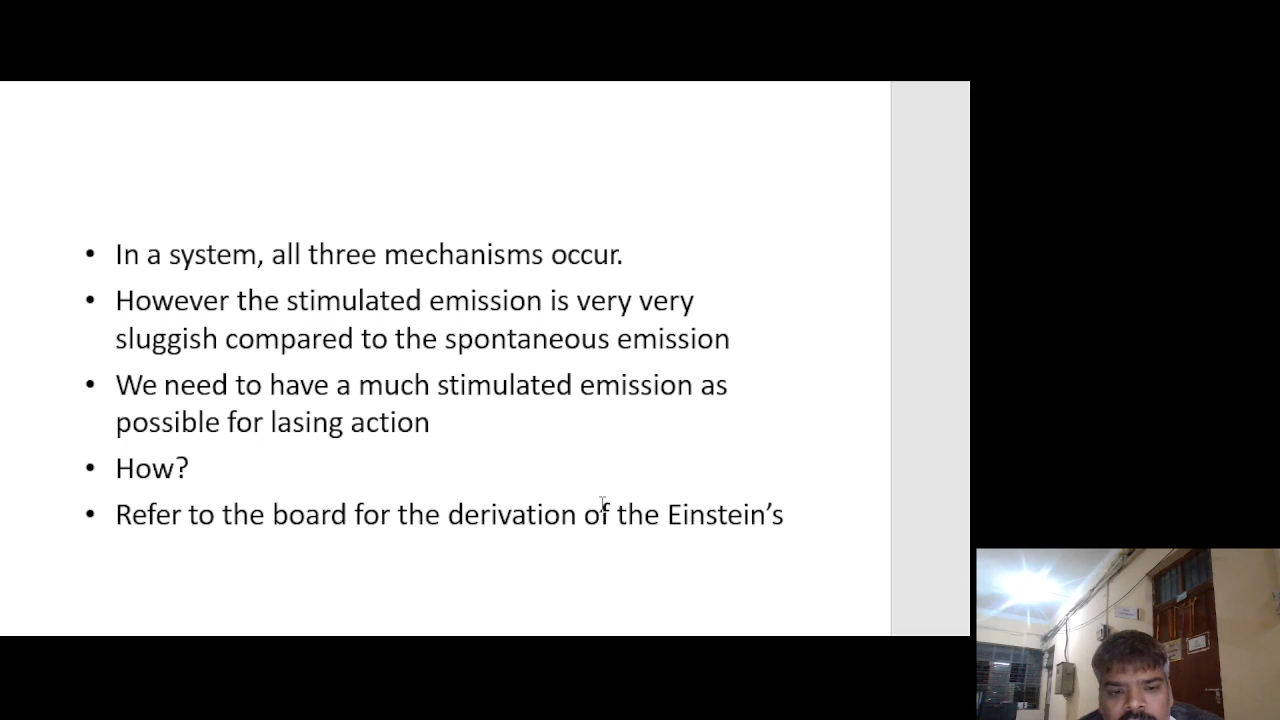 • In a system, all three mechanisms occur.
• However the stimulated emission is very very
sluggish compared to the spontaneous emission
• We need to have a much stimulated emission as
possible for lasing action
• How?
• Refer to the board for the derivation of the Einstein’s